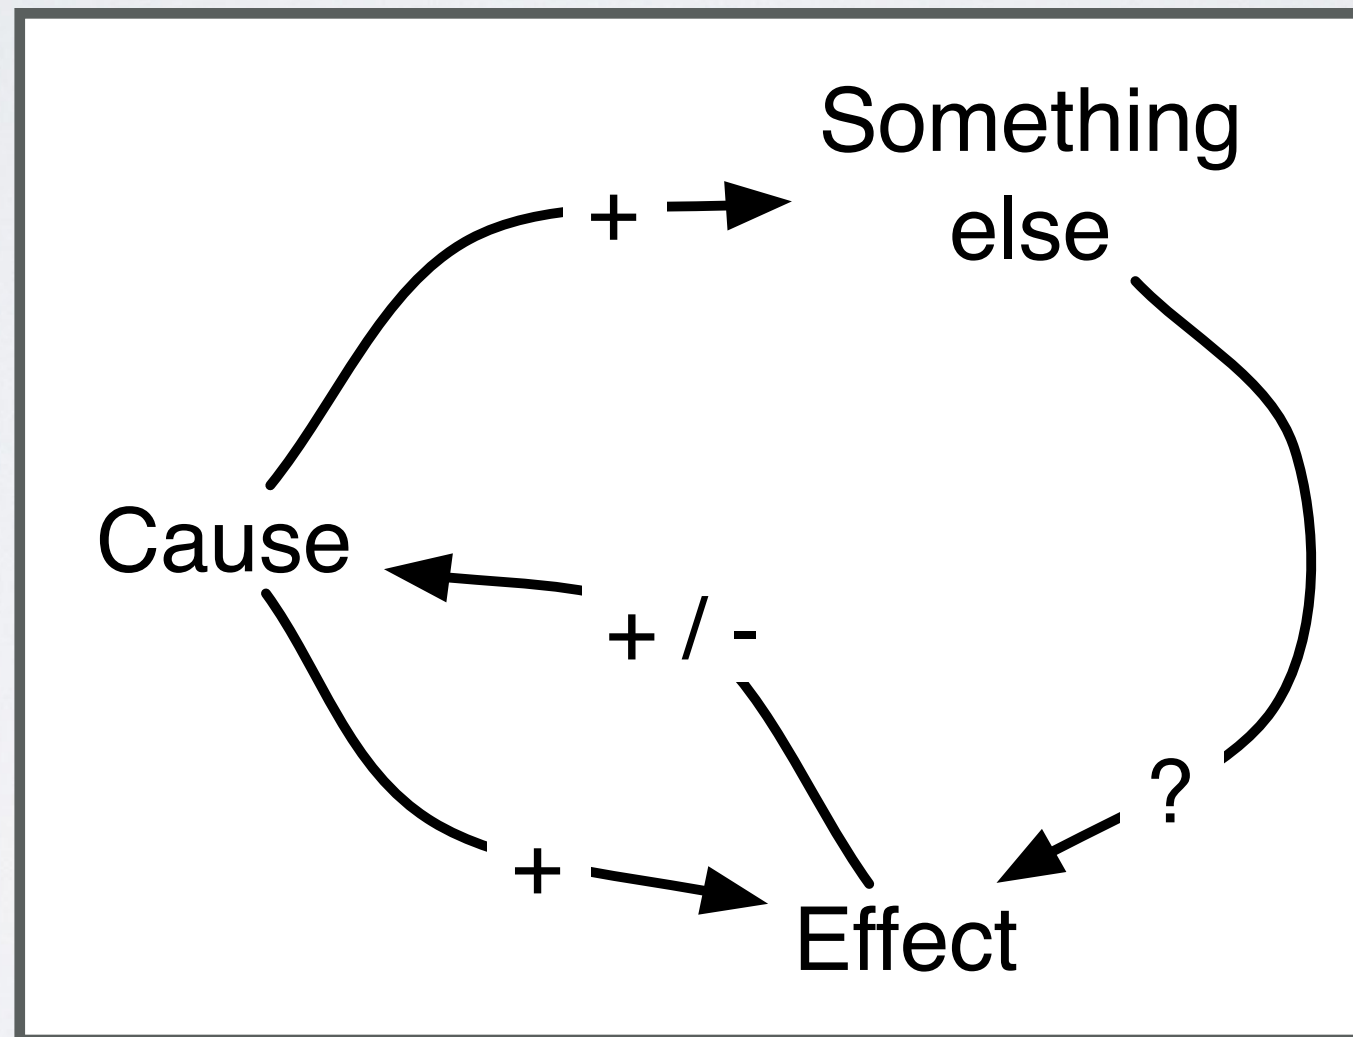 Something
else
+
Cause
+ / -
?
+
Effect